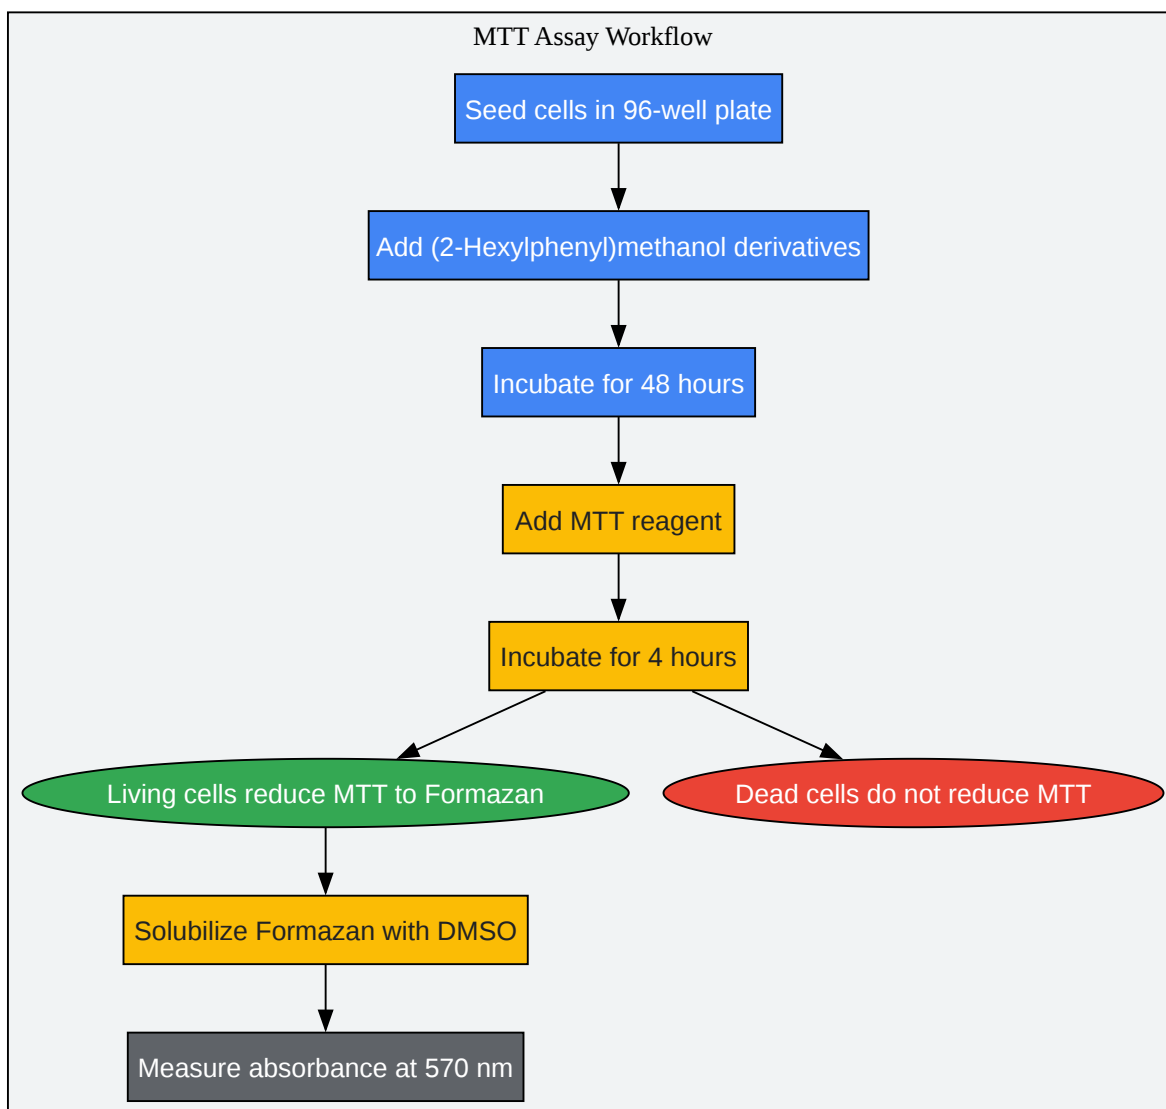 MTT Assay Workflow
Seed cells in 96-well plate
Add (2-Hexylphenyl)methanol derivatives
Incubate for 48 hours
Add MTT reagent
Incubate for 4 hours
Living cells reduce MTT to Formazan
Dead cells do not reduce MTT
Solubilize Formazan with DMSO
Measure absorbance at 570 nm